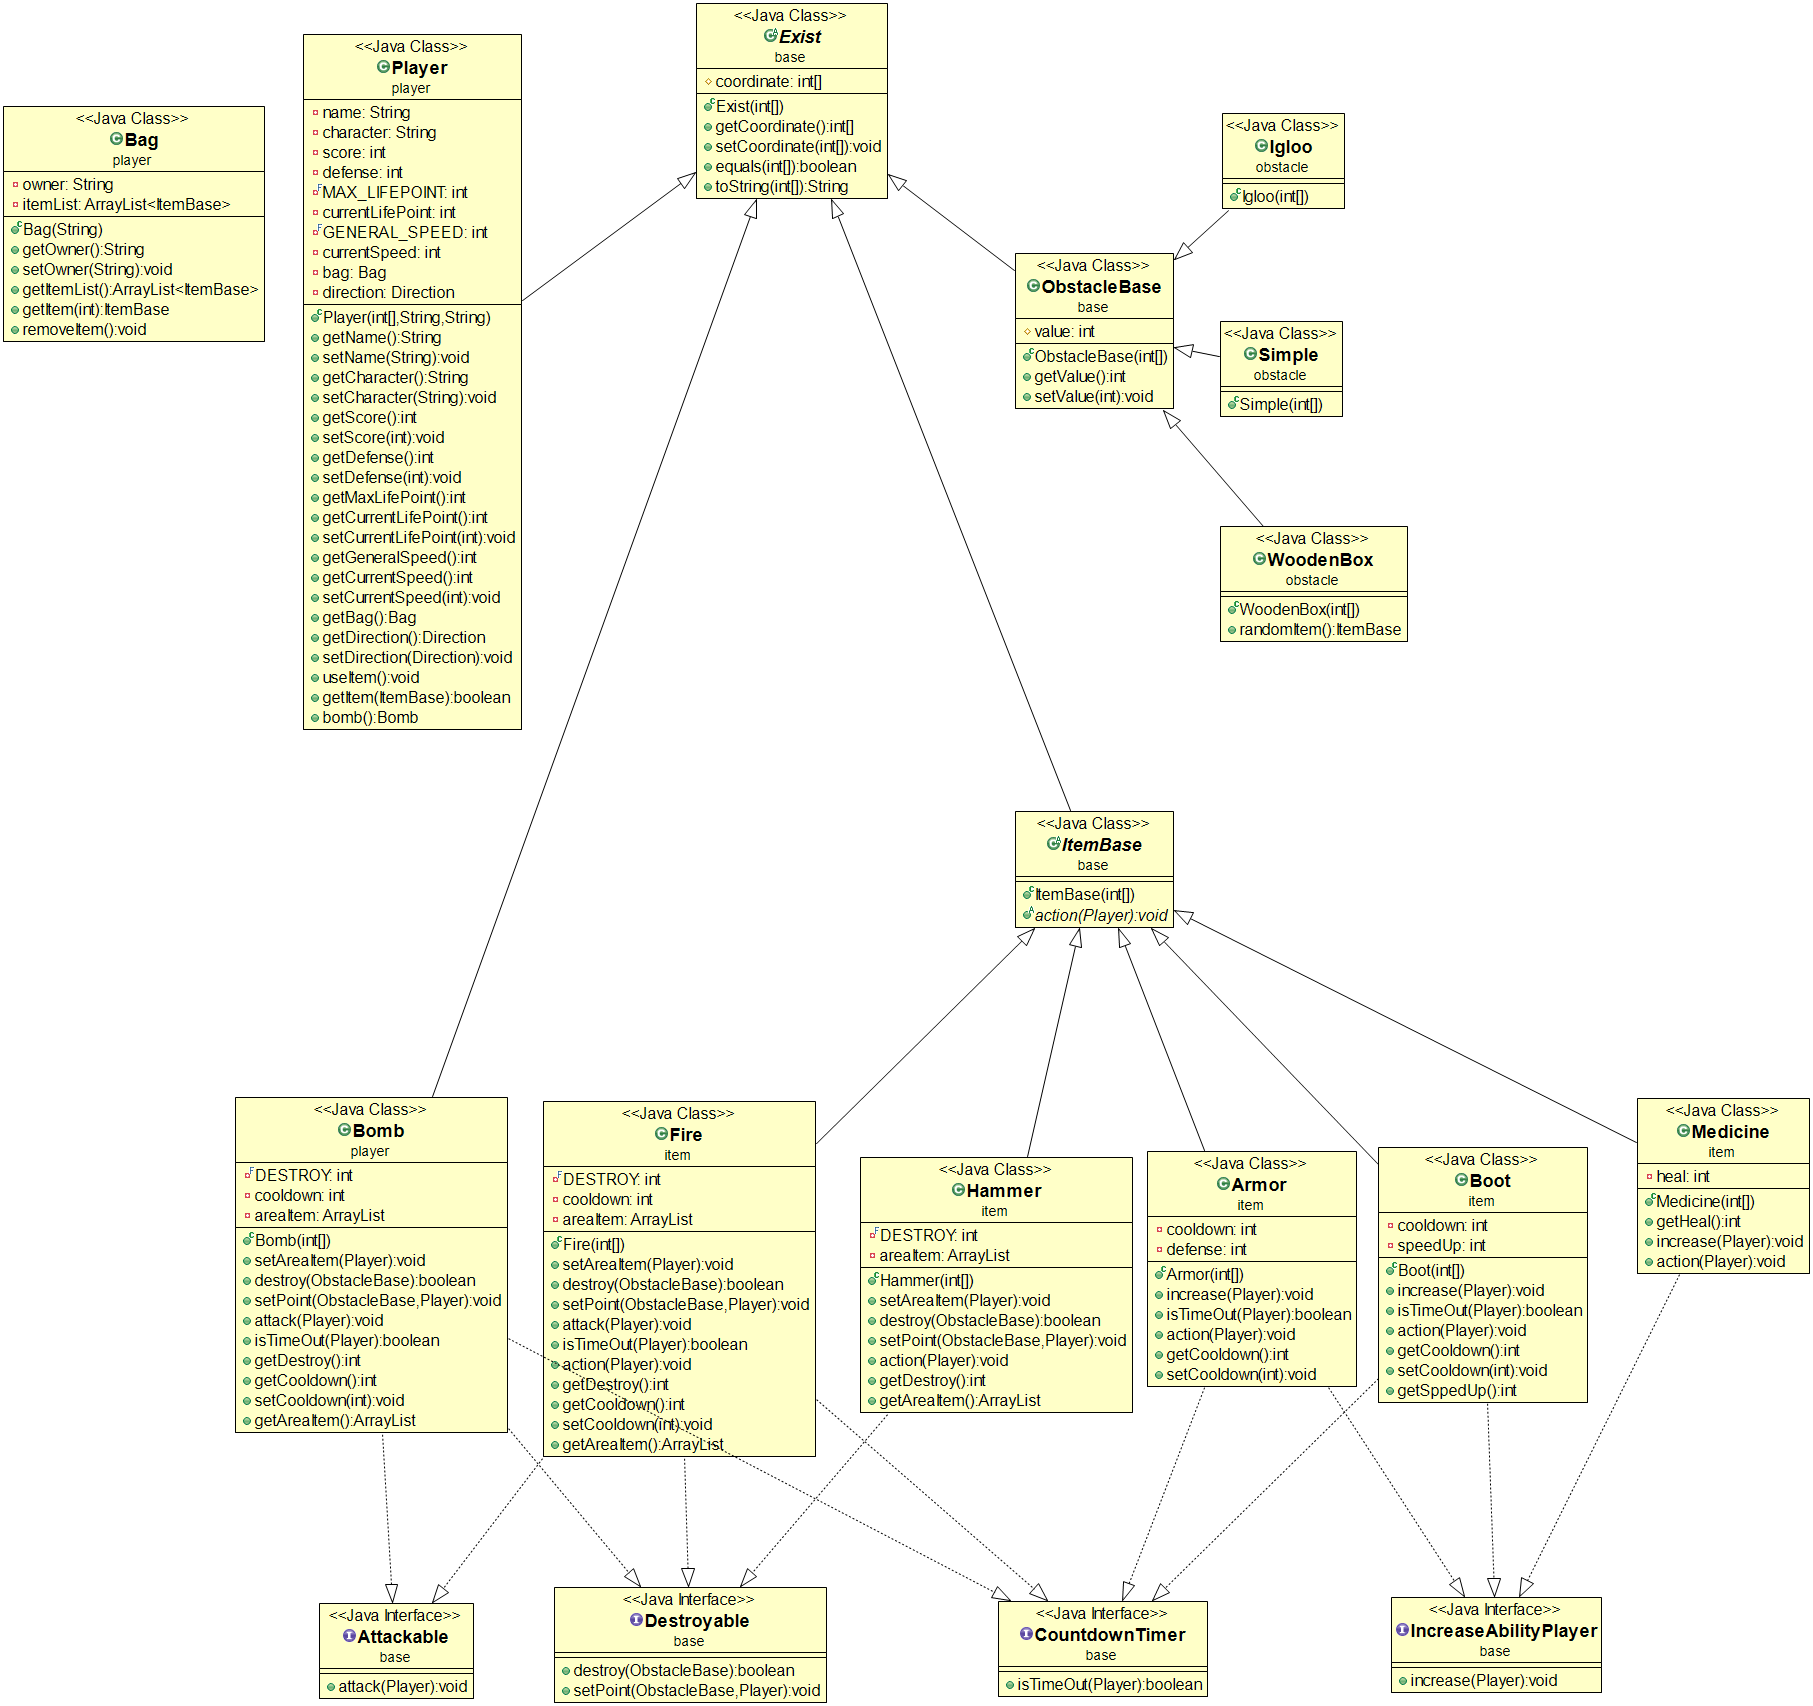 <<Java Class>>
Exist
base
coordinate: int[]
Exist(int[])
getCoordinate():int[]
setCoordinate(int[]):void
equals(int[]):boolean
toString(int[]):String
<<Java Class>>
Player
player
name: String
character: String
score: int
defense: int
MAX_LIFEPOINT: int
currentLifePoint: int
GENERAL_SPEED: int
currentSpeed: int
bag: Bag
direction: Direction
Player(int[],String,String)
getName():String
setName(String):void
getCharacter():String
setCharacter(String):void
getScore():int
setScore(int):void
getDefense():int
setDefense(int):void
getMaxLifePoint():int
getCurrentLifePoint():int
setCurrentLifePoint(int):void
getGeneralSpeed():int
getCurrentSpeed():int
setCurrentSpeed(int):void
getBag():Bag
getDirection():Direction
setDirection(Direction):void
useItem():void
getItem(ItemBase):boolean
bomb():Bomb
<<Java Class>>
Bag
player
owner: String
itemList: ArrayList<ItemBase>
Bag(String)
getOwner():String
setOwner(String):void
getItemList():ArrayList<ItemBase>
getItem(int):ItemBase
removeItem():void
<<Java Class>>
Igloo
obstacle
Igloo(int[])
<<Java Class>>
ObstacleBase
base
value: int
ObstacleBase(int[])
getValue():int
setValue(int):void
<<Java Class>>
Simple
obstacle
Simple(int[])
<<Java Class>>
WoodenBox
obstacle
WoodenBox(int[])
randomItem():ItemBase
<<Java Class>>
ItemBase
base
ItemBase(int[])
action(Player):void
<<Java Class>>
Bomb
player
DESTROY: int
cooldown: int
areaItem: ArrayList
Bomb(int[])
setAreaItem(Player):void
destroy(ObstacleBase):boolean
setPoint(ObstacleBase,Player):void
attack(Player):void
isTimeOut(Player):boolean
getDestroy():int
getCooldown():int
setCooldown(int):void
getAreaItem():ArrayList
<<Java Class>>
Fire
item
DESTROY: int
cooldown: int
areaItem: ArrayList
Fire(int[])
setAreaItem(Player):void
destroy(ObstacleBase):boolean
setPoint(ObstacleBase,Player):void
attack(Player):void
isTimeOut(Player):boolean
action(Player):void
getDestroy():int
getCooldown():int
setCooldown(int):void
getAreaItem():ArrayList
<<Java Class>>
Hammer
item
DESTROY: int
areaItem: ArrayList
Hammer(int[])
setAreaItem(Player):void
destroy(ObstacleBase):boolean
setPoint(ObstacleBase,Player):void
action(Player):void
getDestroy():int
getAreaItem():ArrayList
<<Java Class>>
Armor
item
cooldown: int
defense: int
Armor(int[])
increase(Player):void
isTimeOut(Player):boolean
action(Player):void
getCooldown():int
setCooldown(int):void
<<Java Class>>
Boot
item
cooldown: int
speedUp: int
Boot(int[])
increase(Player):void
isTimeOut(Player):boolean
action(Player):void
getCooldown():int
setCooldown(int):void
getSppedUp():int
<<Java Class>>
Medicine
item
heal: int
Medicine(int[])
getHeal():int
increase(Player):void
action(Player):void
<<Java Interface>>
Attackable
base
attack(Player):void
<<Java Interface>>
Destroyable
base
destroy(ObstacleBase):boolean
setPoint(ObstacleBase,Player):void
<<Java Interface>>
CountdownTimer
base
isTimeOut(Player):boolean
<<Java Interface>>
IncreaseAbilityPlayer
base
increase(Player):void